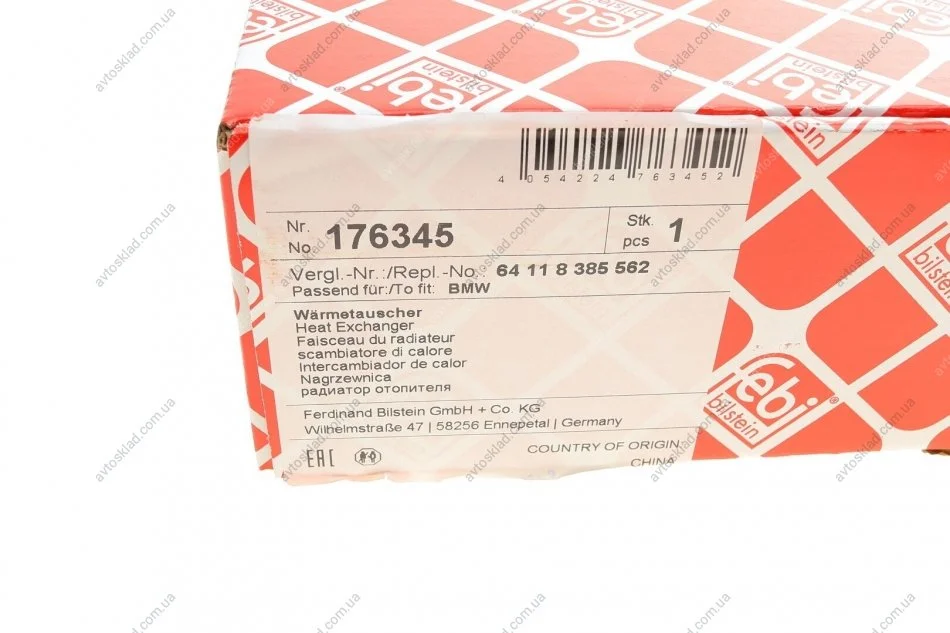 febi
bilstein
4 054224 763452
Nr.
No.
176345
Stk.
pcs
1
Vergl.-Nr.:/Repl.-No.: 64 11 8 385 562
Passend für:/To fit: BMW
Wärmetauscher
Heat Exchanger
Faisceau du radiateur
scambiatore di calore
Intercambiador de calor
Nagrzewnica
радиатор отопителя
Ferdinand Bilstein GmbH + Co. KG
Wilhelmstraße 47 | 58256 Ennepetal | Germany
EAC
COUNTRY OF ORIGIN:
CHINA
febi
bilstein
avtosklad.com.ua